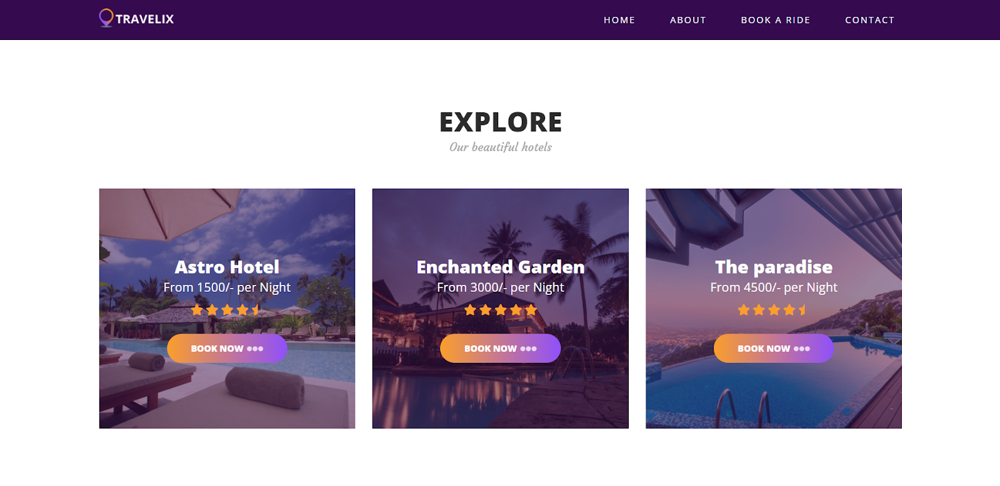 TRAVELIX
HOME ABOUT BOOK A RIDE CONTACT
EXPLORE
Our beautiful hotels
Astro Hotel
From 1500/- per Night
BOOK NOW
Enchanted Garden
From 3000/- per Night
BOOK NOW
The paradise
From 4500/- per Night
BOOK NOW